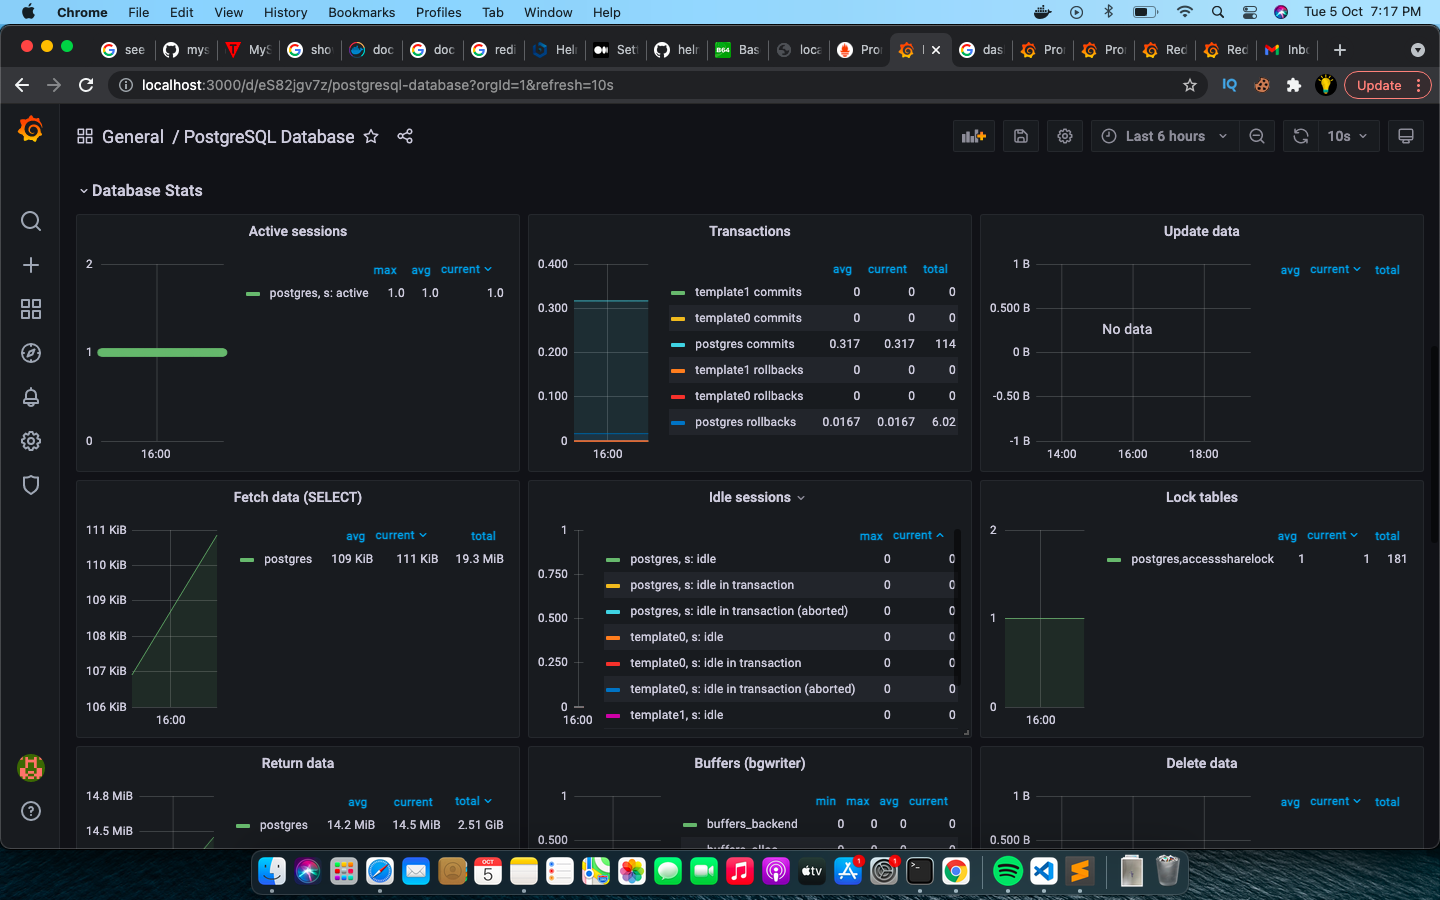 Chrome File Edit View History Bookmarks Profiles Tab Window Help Tue 5 Oct 7:17 PM
see mys MyS sho doc doc redi Heln Sett helr Bas loca Pro das Pro Pro Red Red Inbo
localhost:3000/d/eS82jgv7z/postgresql-database?orgId=1&refresh=10s IQ Update
General / PostgreSQL Database Last 6 hours 10s
Database Stats
Active sessions
max avg current
postgres, s: active 1.0 1.0 1.0
2
1
0
16:00
Transactions
avg current total
template1 commits 0 0 0
template0 commits 0 0 0
postgres commits 0.317 0.317 114
template1 rollbacks 0 0 0
template0 rollbacks 0 0 0
postgres rollbacks 0.0167 0.0167 6.02
0.400
0.300
0.200
0.100
0
16:00
Update data
avg current total
1 B
0.500 B
0 B
-0.50 B
-1 B
No data
14:00 16:00 18:00
Fetch data (SELECT)
avg current total
postgres 109 KiB 111 KiB 19.3 MiB
111 KiB
110 KiB
109 KiB
108 KiB
107 KiB
106 KiB
16:00
Idle sessions
max current
postgres, s: idle 0 0
postgres, s: idle in transaction 0 0
postgres, s: idle in transaction (aborted) 0 0
template0, s: idle 0 0
template0, s: idle in transaction 0 0
template0, s: idle in transaction (aborted) 0 0
template1, s: idle 0 0
1
0.750
0.500
0.250
0
16:00
Lock tables
avg current total
postgres,accesssharelock 1 1 181
2
1
0
16:00
Return data
avg current total
postgres 14.2 MiB 14.5 MiB 2.51 GiB
14.8 MiB
14.5 MiB
Buffers (bgwriter)
min max avg current
buffers_backend 0 0 0 0
1
0.500
Delete data
avg current total
1 B
0.500 B
OCT
5
tv
1
1